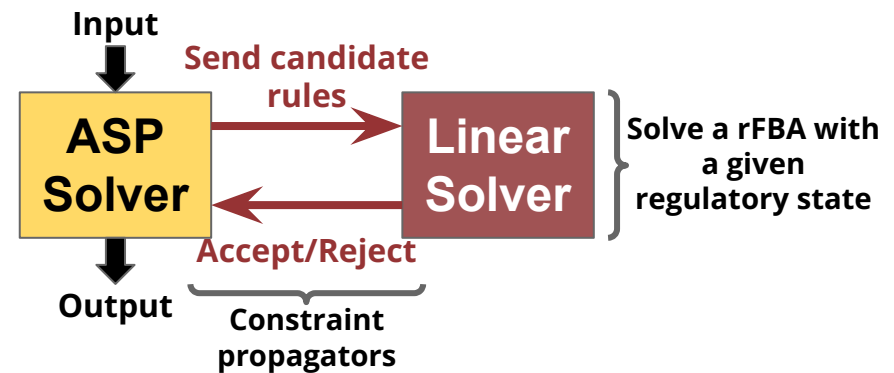 Input
Send candidate
rules
ASP
Solver
Linear
Solver
Solve a rFBA with
a given
regulatory state
Accept/Reject
Output
Constraint
propagators